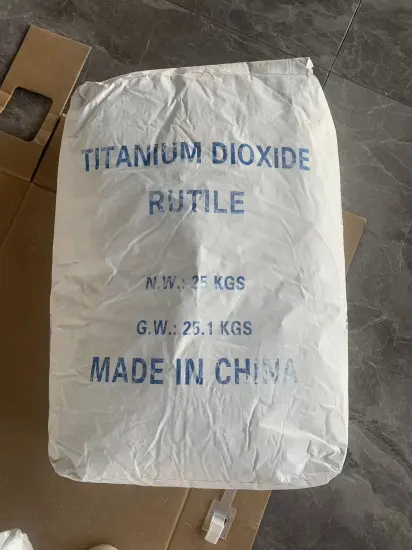 TITANIUM DIOXIDE
RUTILE
N.W.: 25 KGS
G.W.: 25.1 KGS
MADE IN CHINA